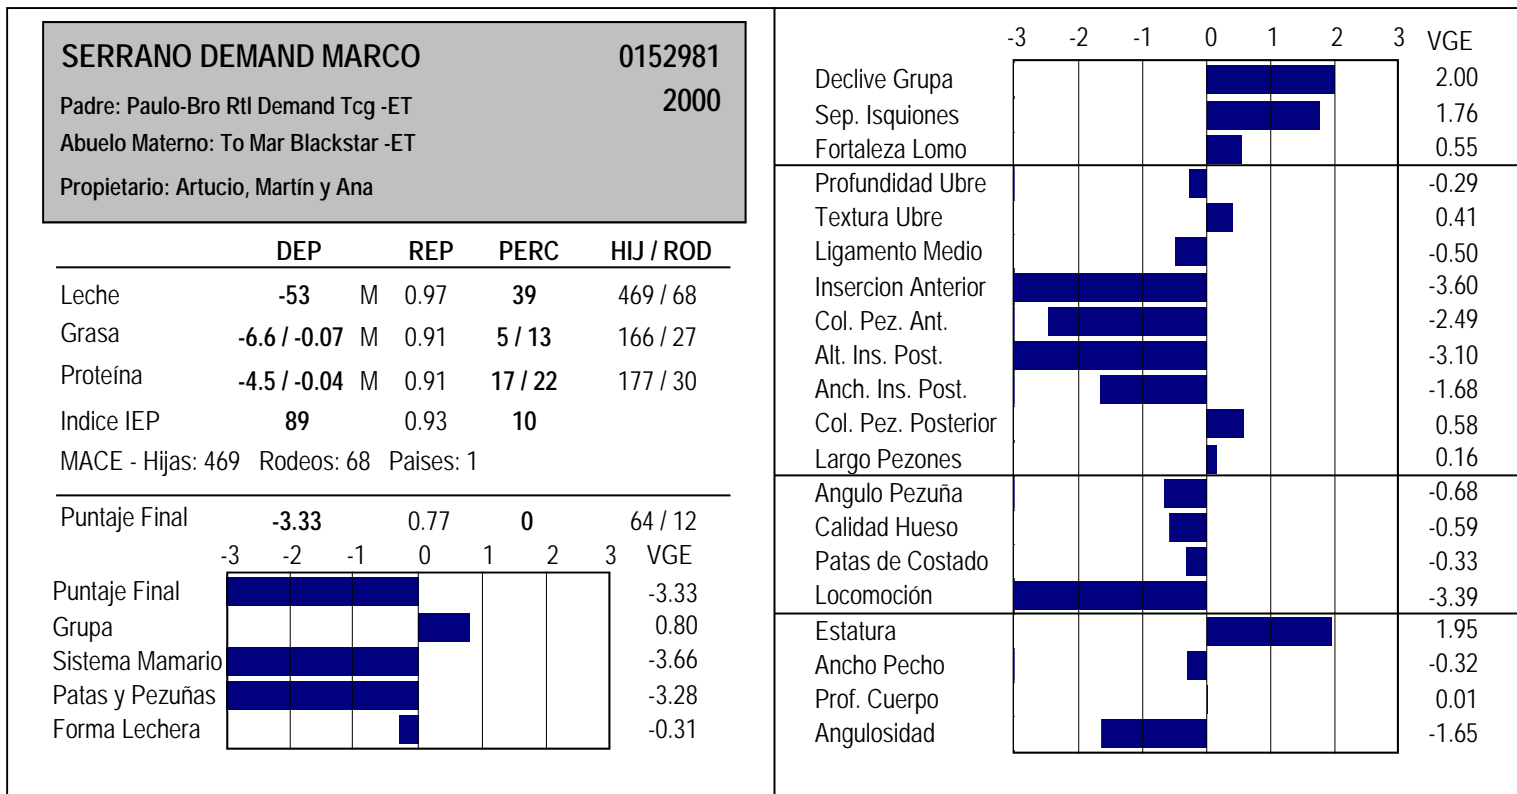 SERRANO DEMAND MARCO 0152981
Padre: Paulo-Bro Rtl Demand Tcg -ET 2000
Abuelo Materno: To Mar Blackstar -ET
Propietario: Artucio, Martín y Ana
DEP REP PERC HIJ / ROD
Leche -53 M 0.97 39 469 / 68
Grasa -6.6 / -0.07 M 0.91 5 / 13 166 / 27
Proteína -4.5 / -0.04 M 0.91 17 / 22 177 / 30
Indice IEP 89 0.93 10
MACE - Hijas: 469 Rodeos: 68 Paises: 1
Puntaje Final -3.33 0.77 0 64 / 12
-3 -2 -1 0 1 2 3 VGE
Puntaje Final -3.33
Grupa 0.80
Sistema Mamario -3.66
Patas y Pezuñas -3.28
Forma Lechera -0.31
-3 -2 -1 0 1 2 3 VGE
Declive Grupa 2.00
Sep. Isquiones 1.76
Fortaleza Lomo 0.55
Profundidad Ubre -0.29
Textura Ubre 0.41
Ligamento Medio -0.50
Insercion Anterior -3.60
Col. Pez. Ant. -2.49
Alt. Ins. Post. -3.10
Anch. Ins. Post. -1.68
Col. Pez. Posterior 0.58
Largo Pezones 0.16
Angulo Pezuña -0.68
Calidad Hueso -0.59
Patas de Costado -0.33
Locomoción -3.39
Estatura 1.95
Ancho Pecho -0.32
Prof. Cuerpo 0.01
Angulosidad -1.65